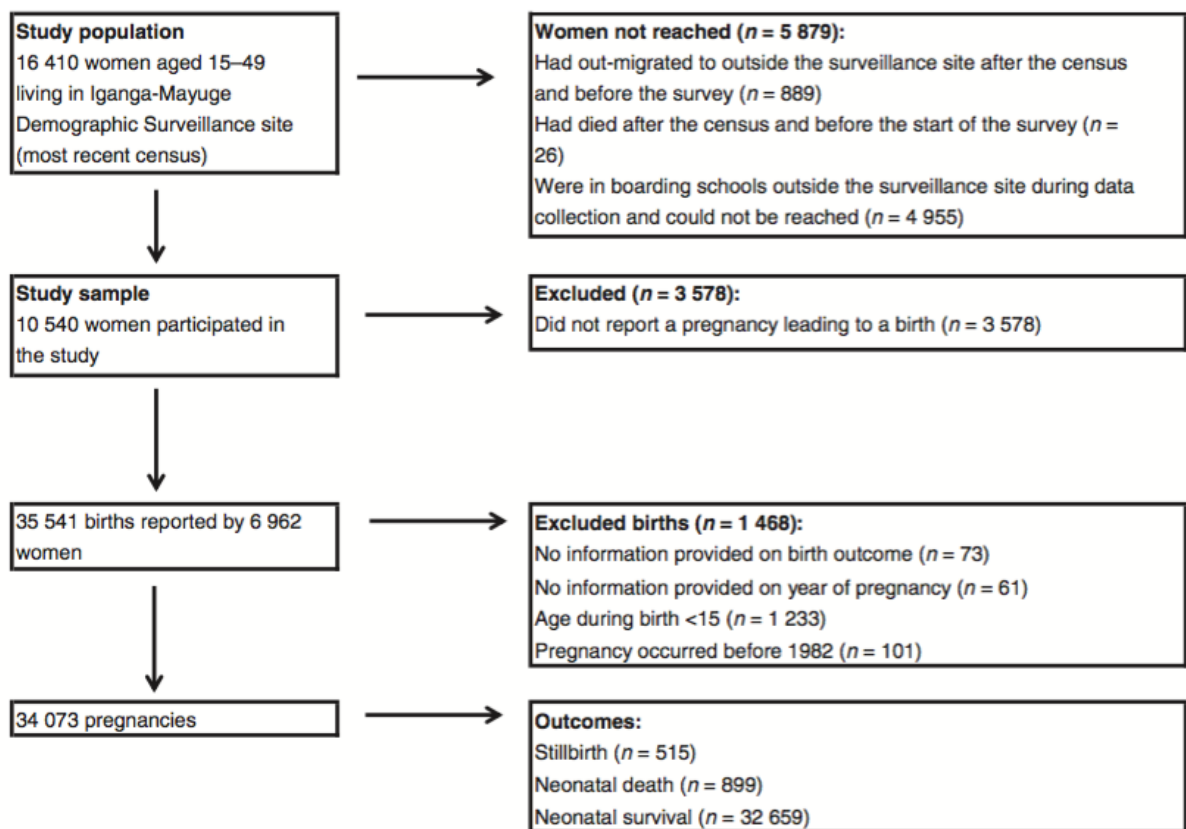 Study population
16 410 women aged 15–49
living in Iganga-Mayuge
Demographic Surveillance site
(most recent census)
Women not reached (n = 5 879):
Had out-migrated to outside the surveillance site after the census
and before the survey (n = 889)
Had died after the census and before the start of the survey (n =
26)
Were in boarding schools outside the surveillance site during data
collection and could not be reached (n = 4 955)
Study sample
10 540 women participated in
the study
Excluded (n = 3 578):
Did not report a pregnancy leading to a birth (n = 3 578)
35 541 births reported by 6 962
women
Excluded births (n = 1 468):
No information provided on birth outcome (n = 73)
No information provided on year of pregnancy (n = 61)
Age during birth <15 (n = 1 233)
Pregnancy occurred before 1982 (n = 101)
34 073 pregnancies
Outcomes:
Stillbirth (n = 515)
Neonatal death (n = 899)
Neonatal survival (n = 32 659)